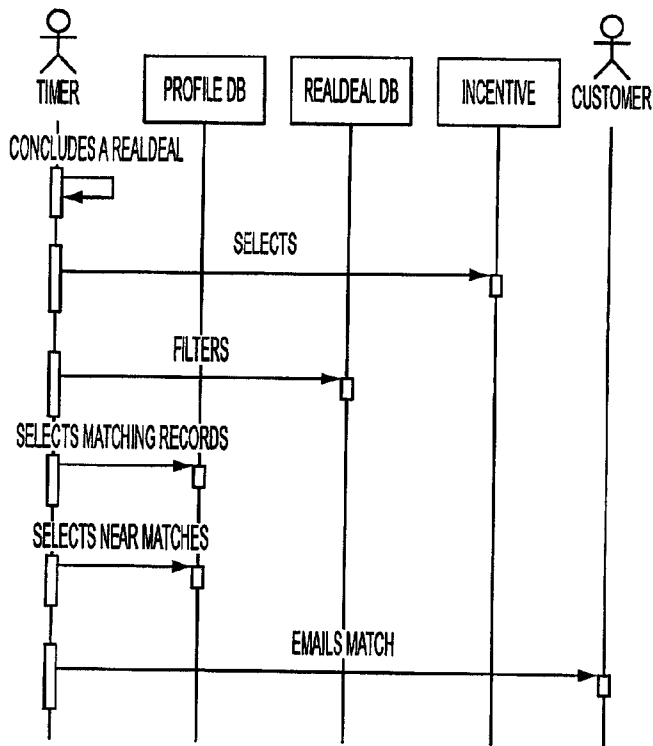 TIMER
PROFILE DB
REALDEAL DB
INCENTIVE
CUSTOMER
CONCLUDES A REALDEAL
SELECTS
FILTERS
SELECTS MATCHING RECORDS
SELECTS NEAR MATCHES
EMAILS MATCH